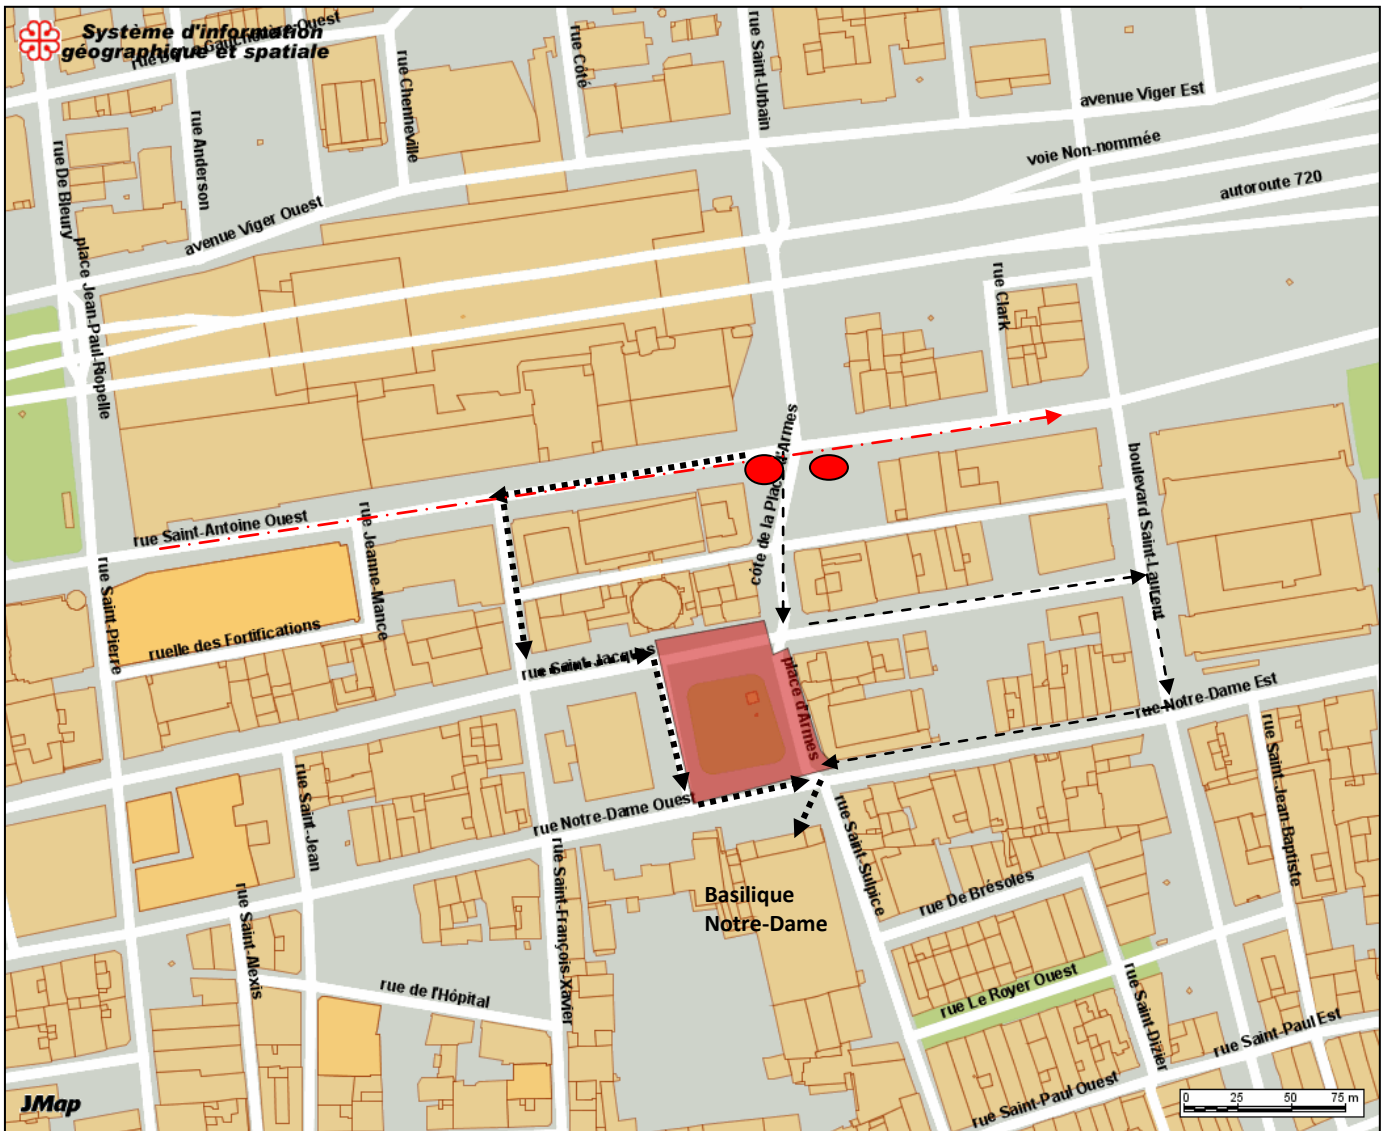 Système d'information
géographique et spatiale
rue De La Gauchetière Ouest
rue Côté
rue Saint-Urbain
rue Chenneville
avenue Viger Est
rue Anderson
rue De Bleury
voie Non-nommée
autoroute 720
avenue Viger Ouest
place Jean-Paul-Riopelle
rue Clark
côte de la Place d'Armes
boulevard Saint-Laurent
rue Saint-Antoine Ouest
rue Jeanne-Mance
rue Saint-Pierre
ruelle des Fortifications
rue Saint-Jacques
place d'Armes
rue Notre-Dame Est
rue Saint-Jean
rue Notre-Dame Ouest
rue Saint-Jean-Baptiste
rue Saint-Sulpice
rue Saint-François-Xavier
Basilique
Notre-Dame
rue De Brésoles
rue Saint-Alexis
rue de l'Hôpital
rue Le Royer Ouest
rue Saint-Dizier
rue Saint-Paul Est
rue Saint-Paul Ouest
JMap
0 25 50 75 m